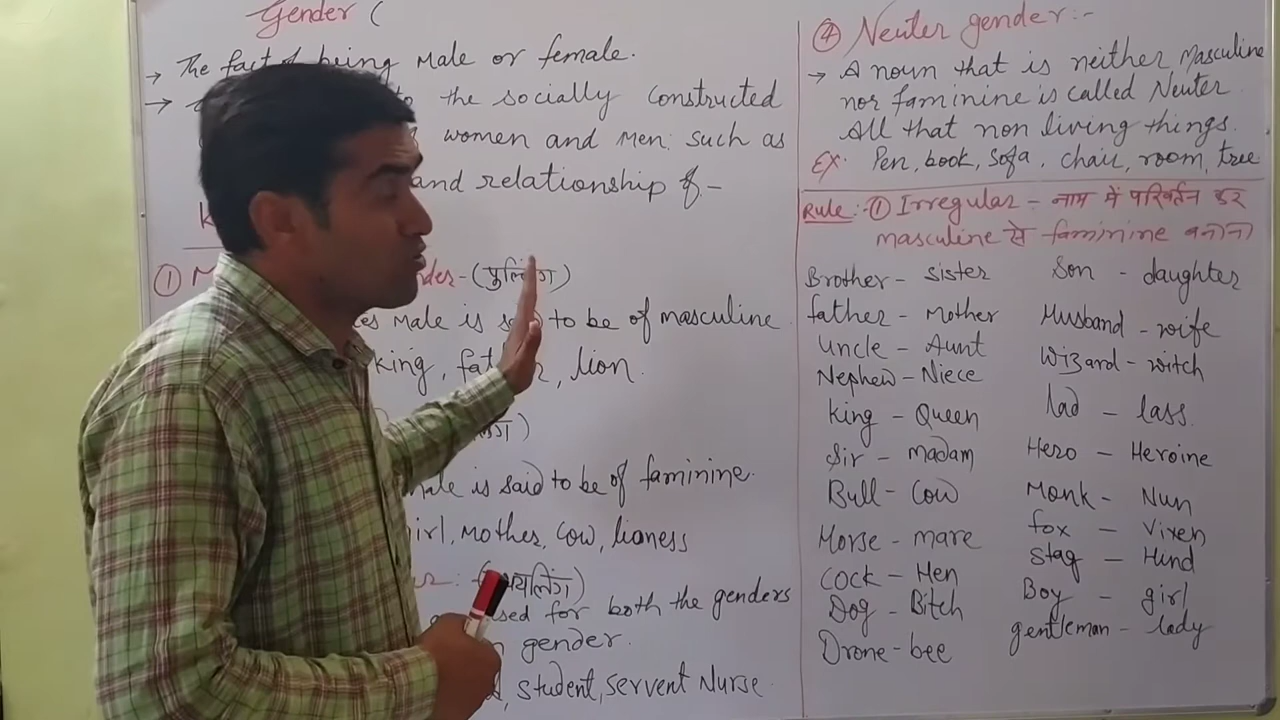 Gender (
→ The fact of being Male or female.
→ to the socially constructed
women and Men. such as
and relationship of-
K
① M der - (पुल्लिंग)
es Male is said to be of masculine
king, father, lion.
male is said to be of faminine.
girl, Mother, Cow, lioness
er : -
used for both the genders
gender.
, student, servent Nurse.
④ Neuter gender:-
→ A noun that is neither Masculine
nor faminine is called Neuter.
All that non living things.
EX. Pen, book, Sofa, chair, room, tree
Rule:-① Irregular - नाम में परिवर्तन कर
masculine से faminine बनाना
Brother - sister
father - Mother
Uncle - Aunt
Nephew - Niece
King - Queen
Sir - madam
Bull - Cow
Horse - mare
Cock - Hen
Dog - Bitch
Drone - bee
Son - daughter
Husband - wife
Wizard - witch
lad - lass.
Hero - Heroine
Monk - Nun
fox - Vixen
Stag - Hind
Boy - girl
gentleman - lady